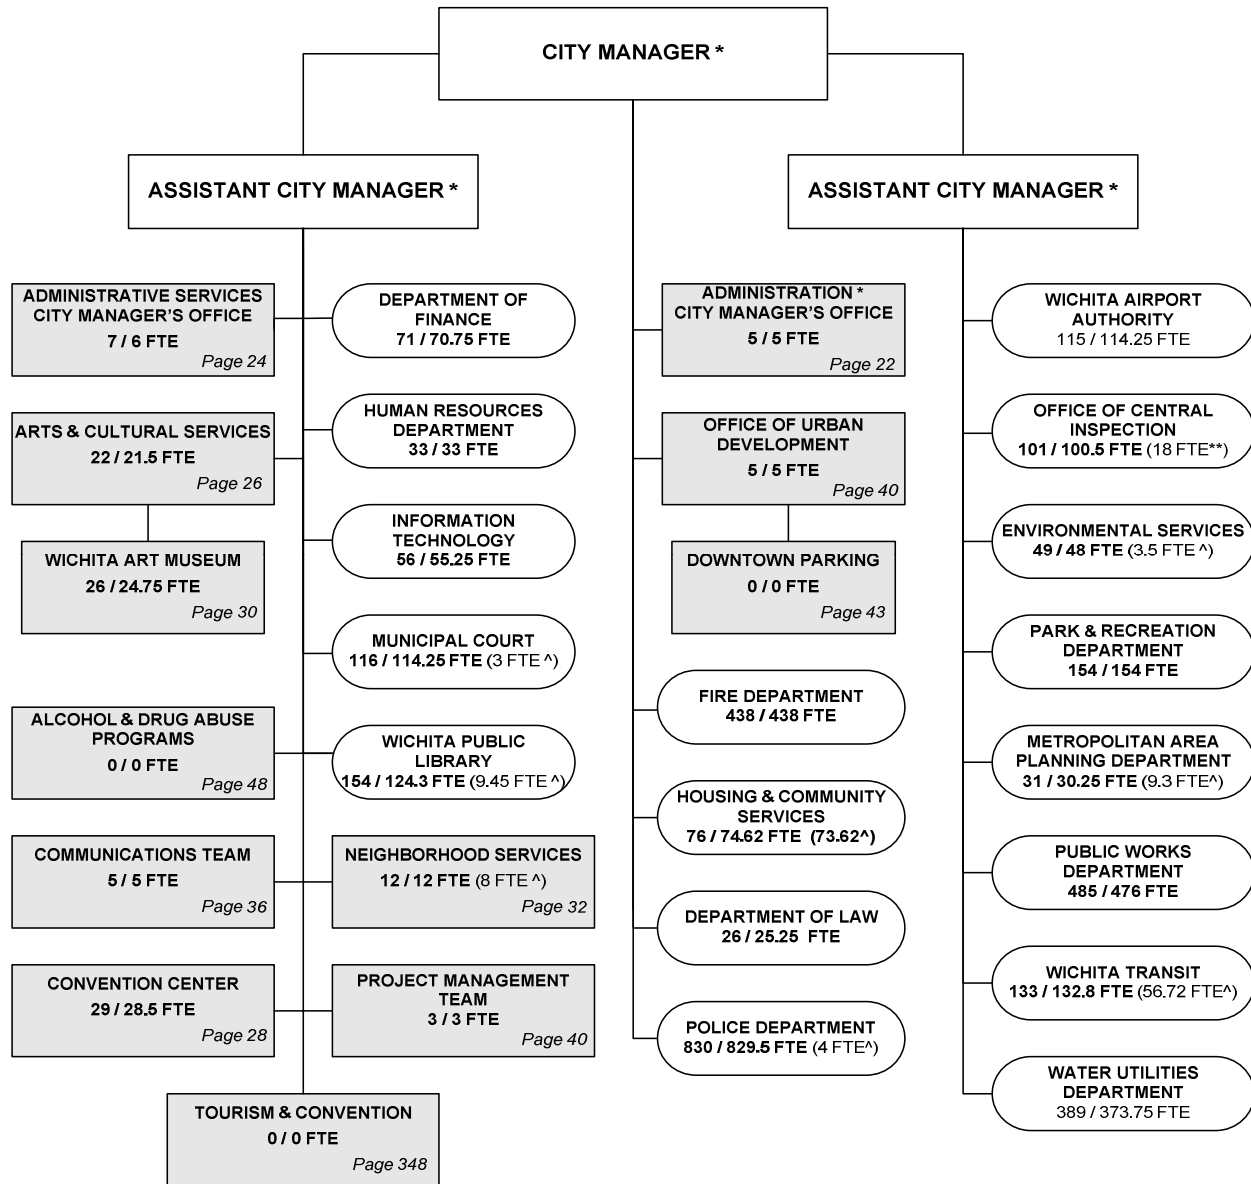 CITY MANAGER *
ASSISTANT CITY MANAGER *
ASSISTANT CITY MANAGER *
ADMINISTRATIVE SERVICES
CITY MANAGER'S OFFICE
7 / 6 FTE
Page 24
DEPARTMENT OF
FINANCE
71 / 70.75 FTE
ARTS & CULTURAL SERVICES
22 / 21.5 FTE
Page 26
HUMAN RESOURCES
DEPARTMENT
33 / 33 FTE
WICHITA ART MUSEUM
26 / 24.75 FTE
Page 30
INFORMATION
TECHNOLOGY
56 / 55.25 FTE
MUNICIPAL COURT
116 / 114.25 FTE (3 FTE ^)
ALCOHOL & DRUG ABUSE
PROGRAMS
0 / 0 FTE
Page 48
WICHITA PUBLIC
LIBRARY
154 / 124.3 FTE (9.45 FTE ^)
COMMUNICATIONS TEAM
5 / 5 FTE
Page 36
NEIGHBORHOOD SERVICES
12 / 12 FTE (8 FTE ^)
Page 32
CONVENTION CENTER
29 / 28.5 FTE
Page 28
PROJECT MANAGEMENT
TEAM
3 / 3 FTE
Page 40
TOURISM & CONVENTION
0 / 0 FTE
Page 348
ADMINISTRATION *
CITY MANAGER'S OFFICE
5 / 5 FTE
Page 22
OFFICE OF URBAN
DEVELOPMENT
5 / 5 FTE
Page 40
DOWNTOWN PARKING
0 / 0 FTE
Page 43
FIRE DEPARTMENT
438 / 438 FTE
HOUSING & COMMUNITY
SERVICES
76 / 74.62 FTE (73.62^)
DEPARTMENT OF LAW
26 / 25.25 FTE
POLICE DEPARTMENT
830 / 829.5 FTE (4 FTE^)
WICHITA AIRPORT
AUTHORITY
115 / 114.25 FTE
OFFICE OF CENTRAL
INSPECTION
101 / 100.5 FTE (18 FTE**)
ENVIRONMENTAL SERVICES
49 / 48 FTE (3.5 FTE ^)
PARK & RECREATION
DEPARTMENT
154 / 154 FTE
METROPOLITAN AREA
PLANNING DEPARTMENT
31 / 30.25 FTE (9.3 FTE^)
PUBLIC WORKS
DEPARTMENT
485 / 476 FTE
WICHITA TRANSIT
133 / 132.8 FTE (56.72 FTE^)
WATER UTILITIES
DEPARTMENT
389 / 373.75 FTE